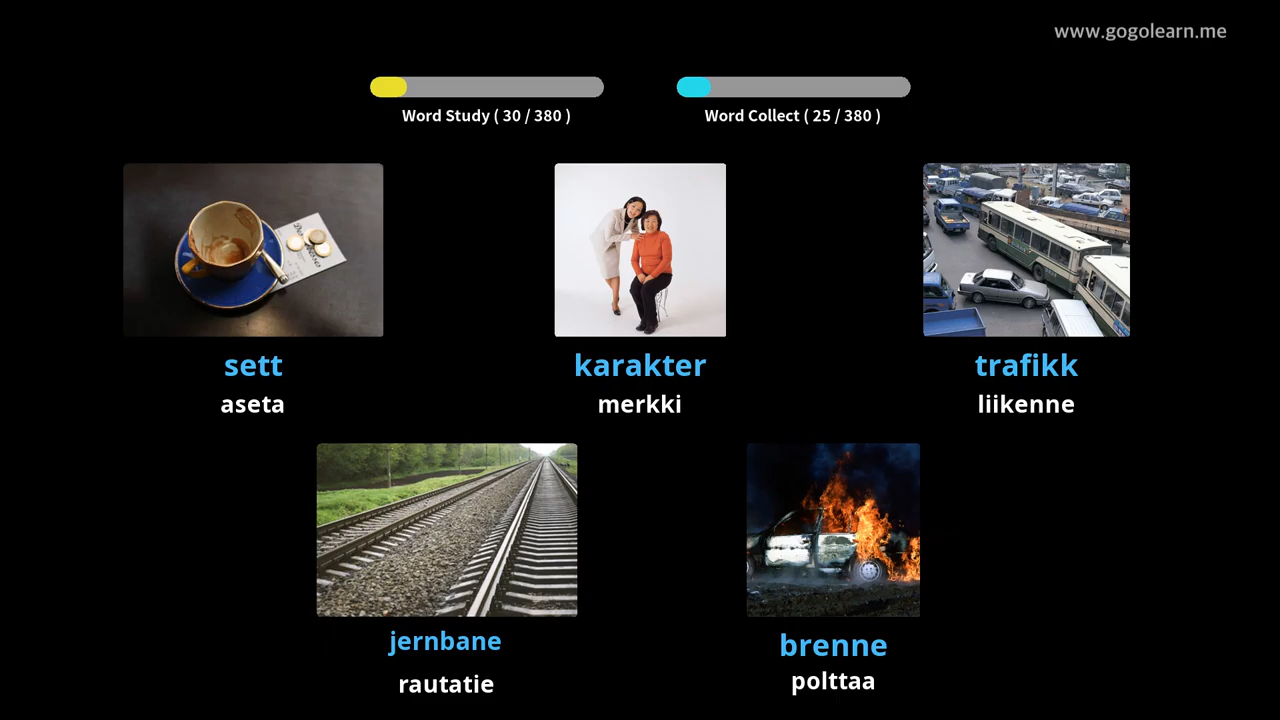 www.gogolearn.me
Word Study ( 30 / 380 )
Word Collect ( 25 / 380 )
sett
aseta
karakter
merkki
trafikk
liikenne
jernbane
rautatie
brenne
polttaa